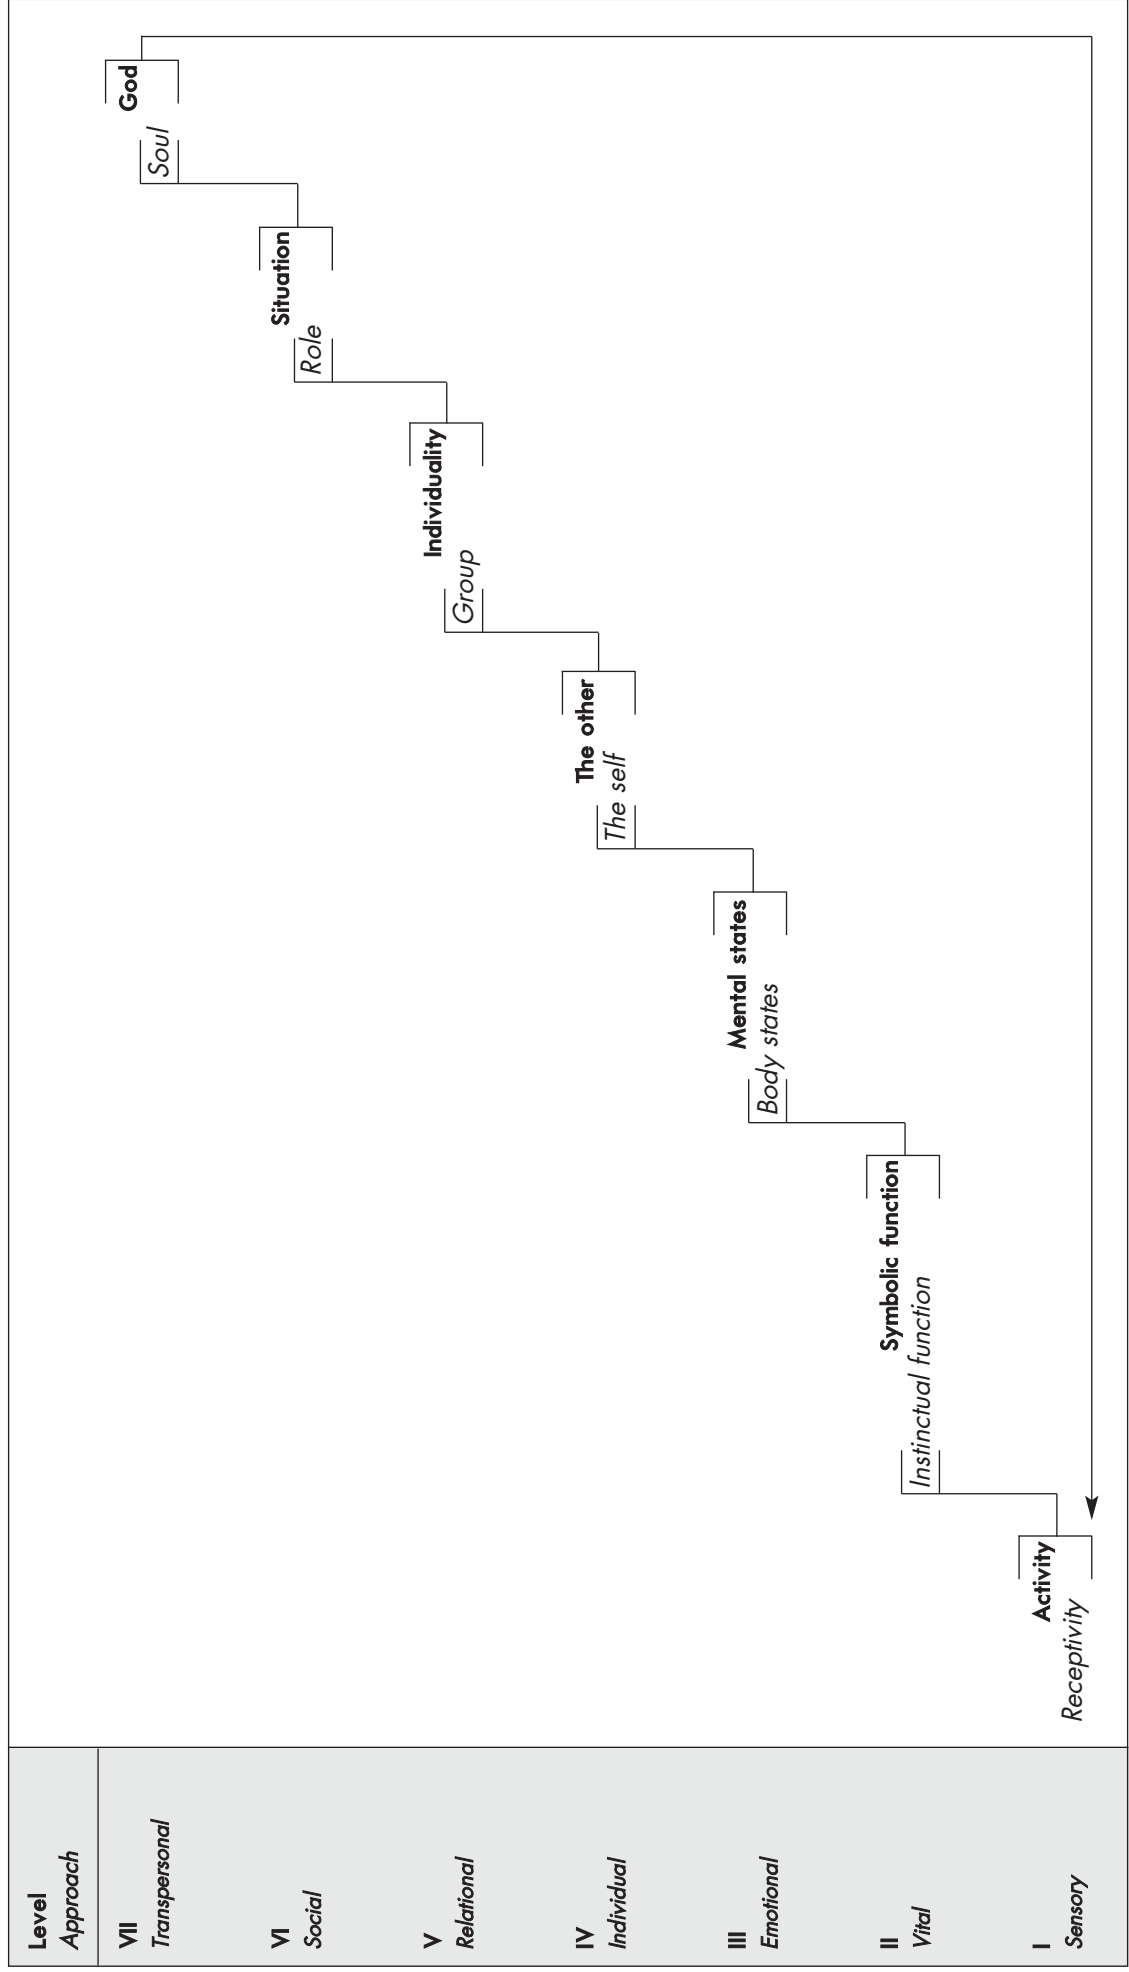 Level
Approach
VII
Transpersonal
God
Soul
VI
Social
Situation
Role
V
Relational
Individuality
Group
IV
Individual
The other
The self
III
Emotional
Mental states
Body states
II
Vital
Symbolic function
Instinctual function
I
Sensory
Activity
Receptivity